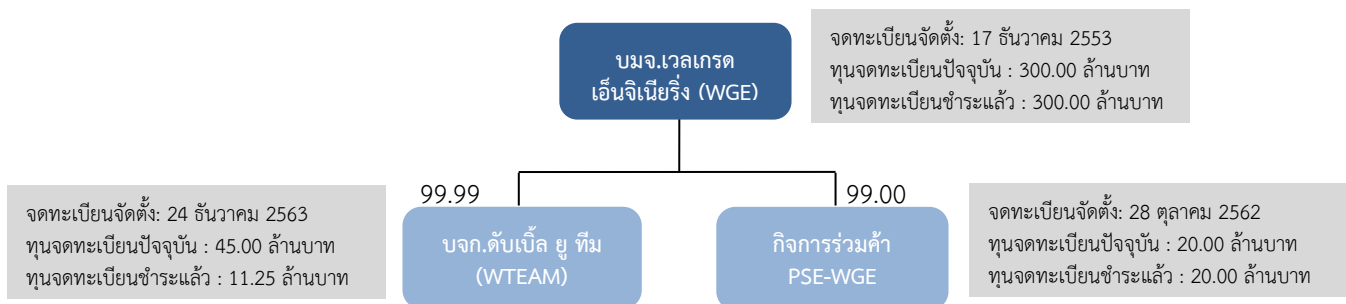 บมจ.เวลเกรด
เอ็นจิเนียริ่ง (WGE)
จดทะเบียนจัดตั้ง: 17 ธันวาคม 2553
ทุนจดทะเบียนปัจจุบัน : 300.00 ล้านบาท
ทุนจดทะเบียนชำระแล้ว : 300.00 ล้านบาท
99.99
99.00
จดทะเบียนจัดตั้ง: 24 ธันวาคม 2563
ทุนจดทะเบียนปัจจุบัน : 45.00 ล้านบาท
ทุนจดทะเบียนชำระแล้ว : 11.25 ล้านบาท
บจก.ดับเบิ้ล ยู ทีม
(WTEAM)
กิจการร่วมค้า
PSE-WGE
จดทะเบียนจัดตั้ง: 28 ตุลาคม 2562
ทุนจดทะเบียนปัจจุบัน : 20.00 ล้านบาท
ทุนจดทะเบียนชำระแล้ว : 20.00 ล้านบาท